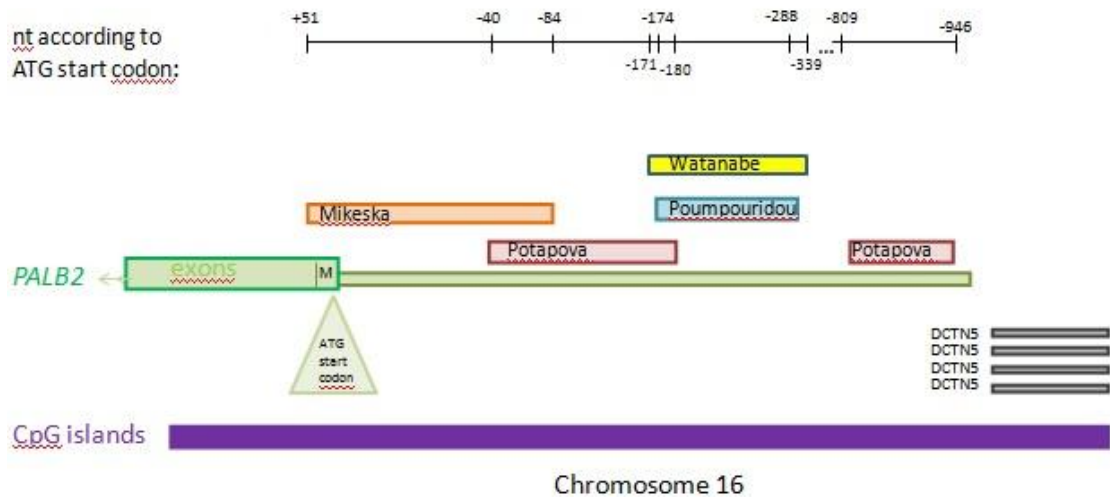 +51 -40 -84 -174 -288 -809 -946
nt according to
ATG start codon:
-171 -180 -339
...
Watanabe
Mikeska Poumpouridou
Potapova Potapova
PALB2 exons M
ATG
start
codon
DCTN5
DCTN5
DCTN5
DCTN5
CpG islands
Chromosome 16